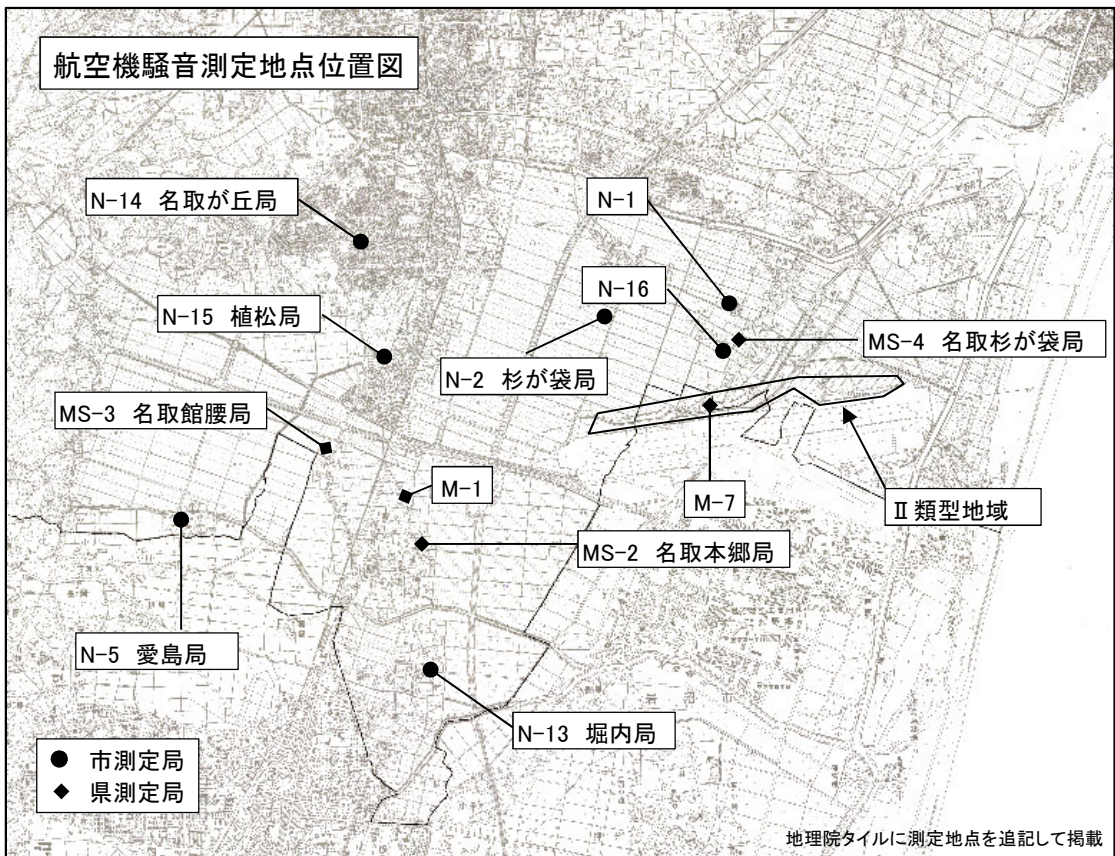 航空機騒音測定地点位置図
N-14 名取が丘局
N-1
N-16
N-15 植松局
MS-4 名取杉が袋局
N-2 杉が袋局
MS-3 名取館腰局
M-1
M-7
Ⅱ類型地域
MS-2 名取本郷局
N-5 愛島局
N-13 堀内局
● 市測定局
◆ 県測定局
地理院タイルに測定地点を追記して掲載